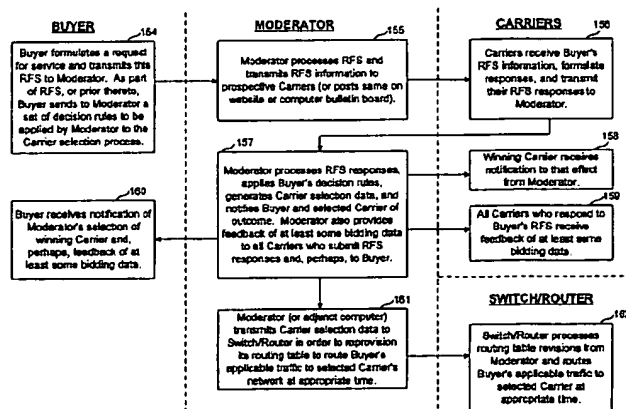 BUYER
154
Buyer formulates a request
for service and transmits this
RFS to Moderator. As part
of RFS, or prior thereto,
Buyer sends to Moderator
a set of decision rules to be
applied by Moderator to the
Carrier selection process.
MODERATOR
155
Moderator processes RFS and
transmits RFS information to
prospective Carriers (or posts same on
website or computer bulletin board).
CARRIERS
156
Carriers receive Buyer's
RFS information, formulate
responses, and transmit
their RFS responses to
Moderator.
157
Moderator processes RFS responses,
applies Buyer's decision rules,
generates Carrier selection data, and
notifies Buyer and selected Carrier of
outcome. Moderator also provide
feedback of at least some bidding data
to all Carriers who submit RFS
responses and, perhaps, to Buyer.
158
Winning Carrier receives
notification to that effect
from Moderator.
159
All Carriers who respond to
Buyer's RFS receive
feedback of at least some
bidding data.
160
Buyer receives notification of
Moderator's selection of
winning Carrier and,
perhaps, feedback of at
least some bidding data.
161
Moderator (or adjunct computer)
transmits Carrier selection data to
Switch/Router in order to reprovision
its routing table to route Buyer's
applicable traffic to selected Carrier's
network at appropriate time.
SWITCH/ROUTER
162
Switch/Router processes
routing table revisions from
Moderator and routes
Buyer's applicable traffic to
selected Carrier at
appropriate time.